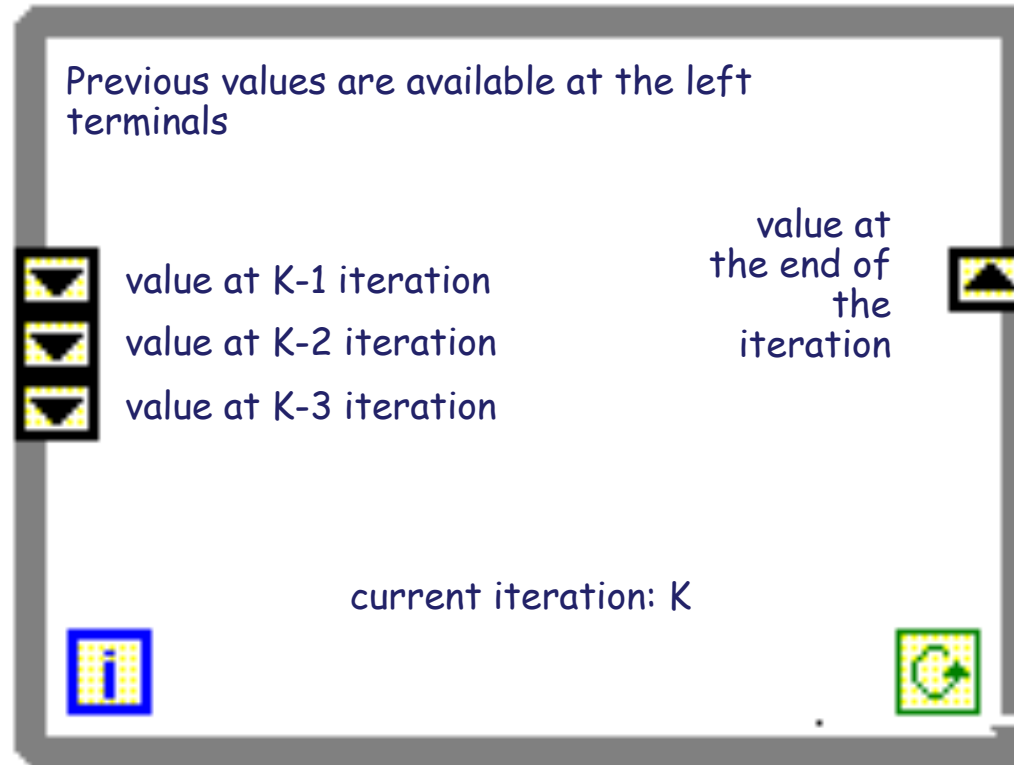 Previous values are available at the left
terminals
value at
the end of
the
iteration
value at K-1 iteration
value at K-2 iteration
value at K-3 iteration
current iteration: K
i